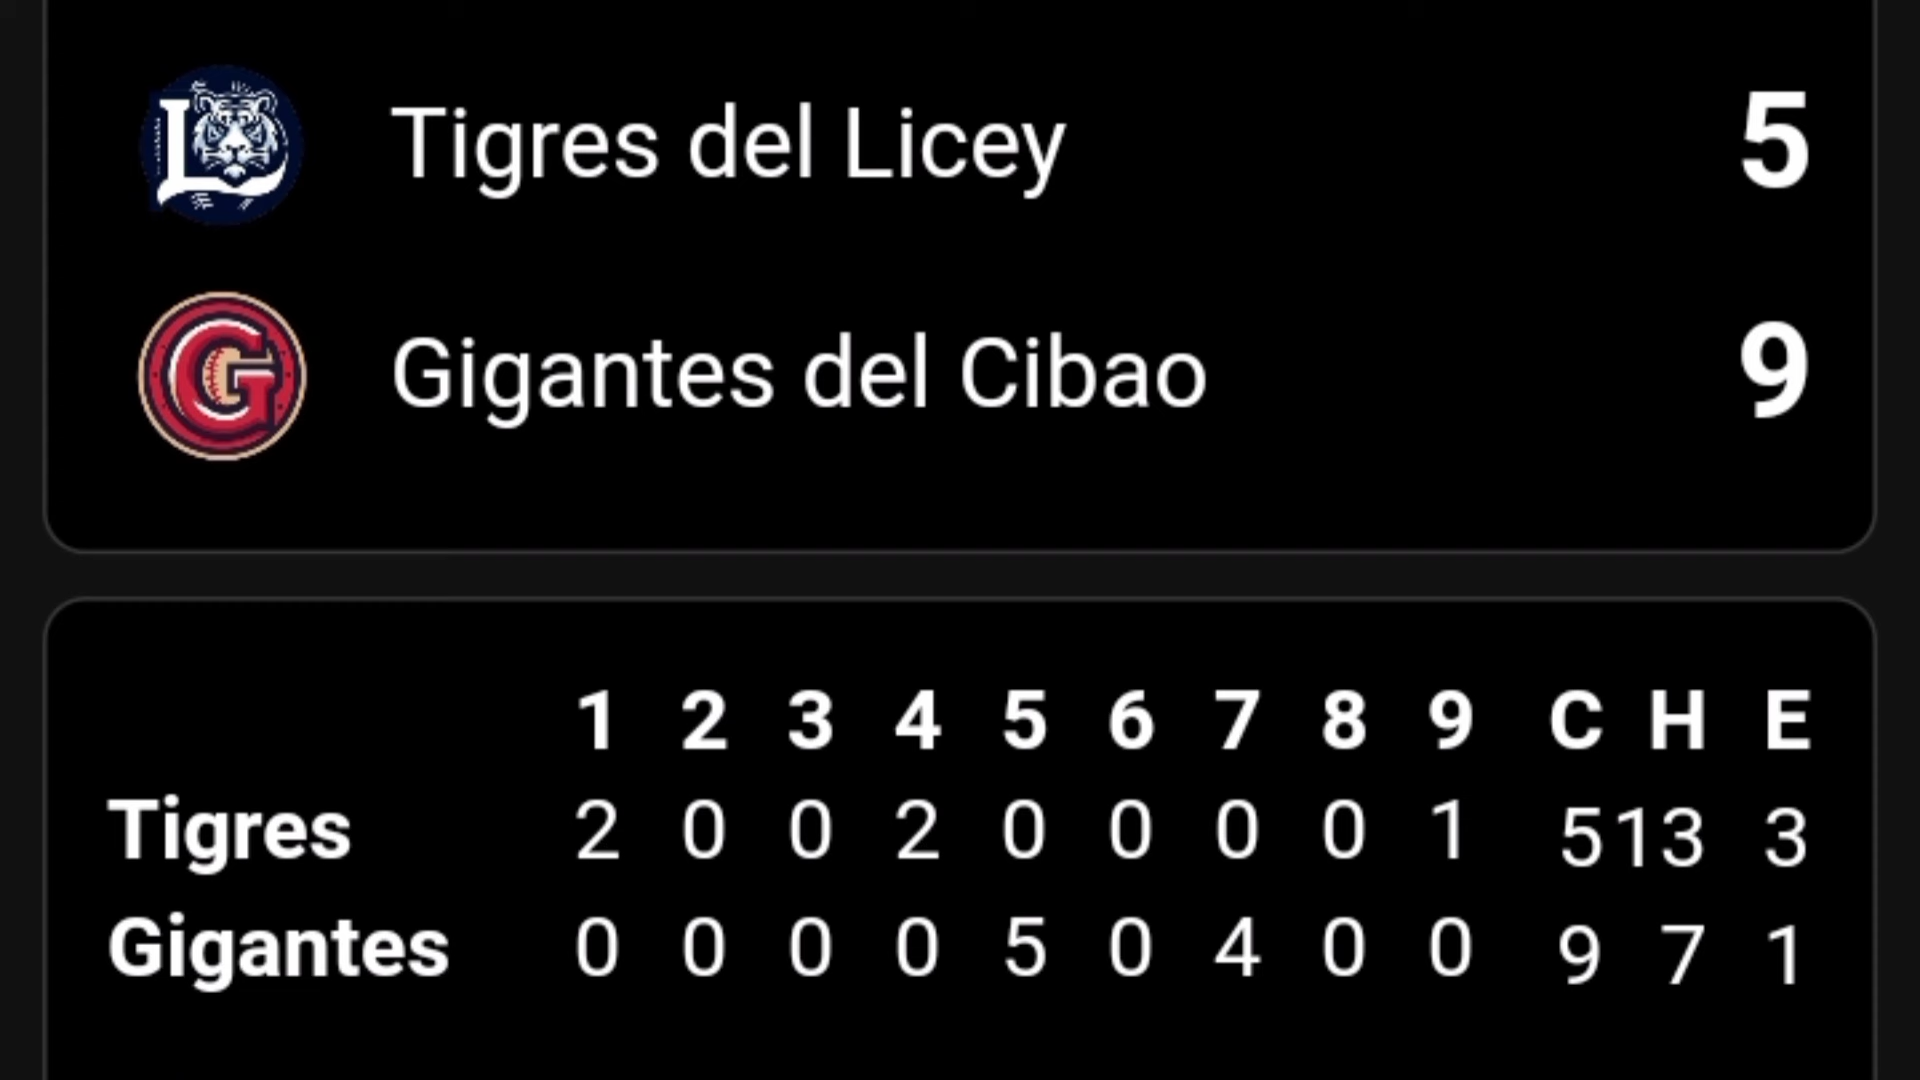 Tigres del Licey 5
Gigantes del Cibao 9
1 2 3 4 5 6 7 8 9 C H E
Tigres 2 0 0 2 0 0 0 0 1 5 13 3
Gigantes 0 0 0 0 5 0 4 0 0 9 7 1